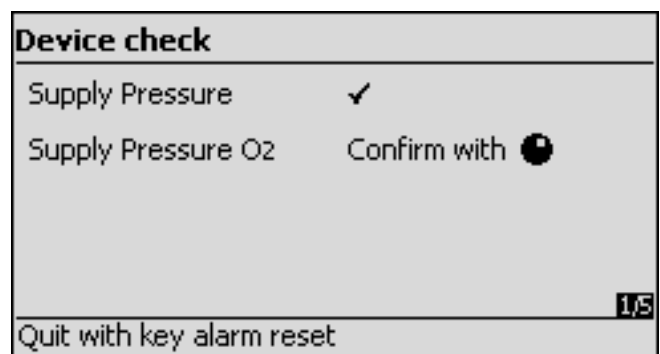 Device check
Supply Pressure ✓
Supply Pressure O2 Confirm with
1/5
Quit with key alarm reset